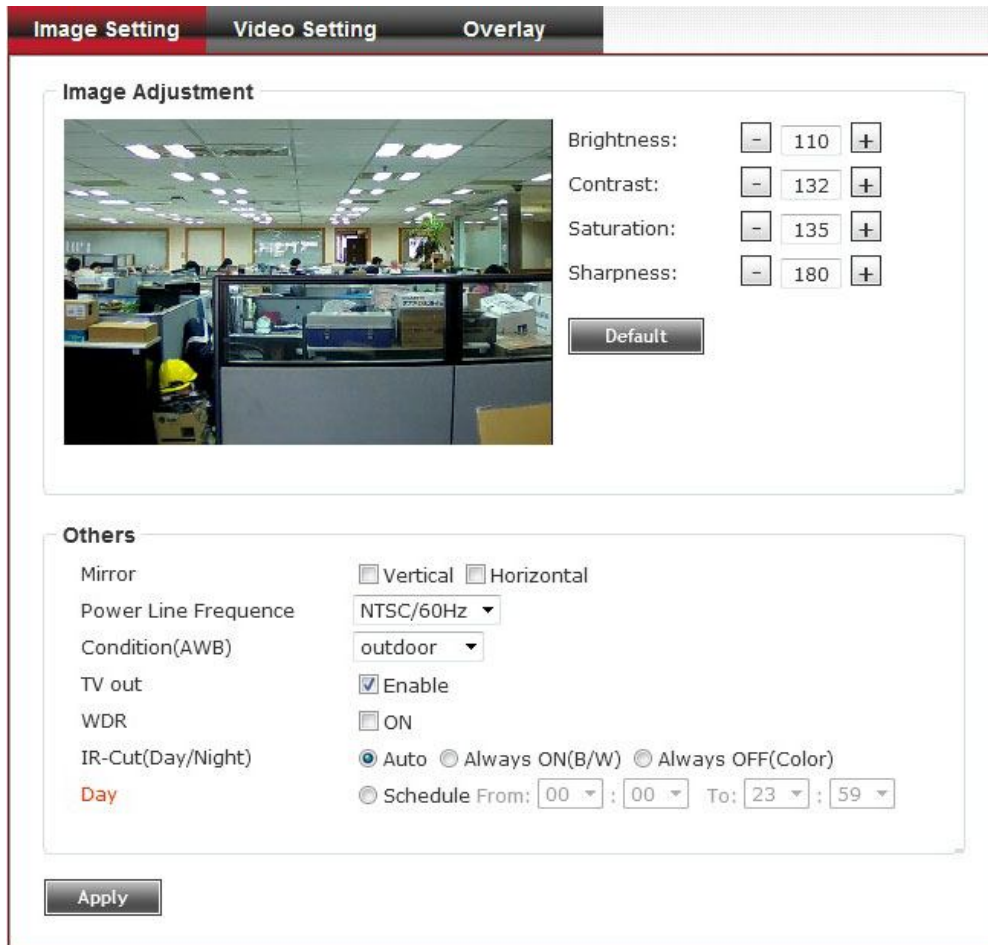 Image Setting Video Setting Overlay
Image Adjustment
Brightness: - 110 +
Contrast: - 132 +
Saturation: - 135 +
Sharpness: - 180 +
Default
Others
Mirror Vertical Horizontal
Power Line Frequence NTSC/60Hz
Condition(AWB) outdoor
TV out Enable
WDR ON
IR-Cut(Day/Night) Auto Always ON(B/W) Always OFF(Color)
Day Schedule From: 00 : 00 To: 23 : 59
Apply